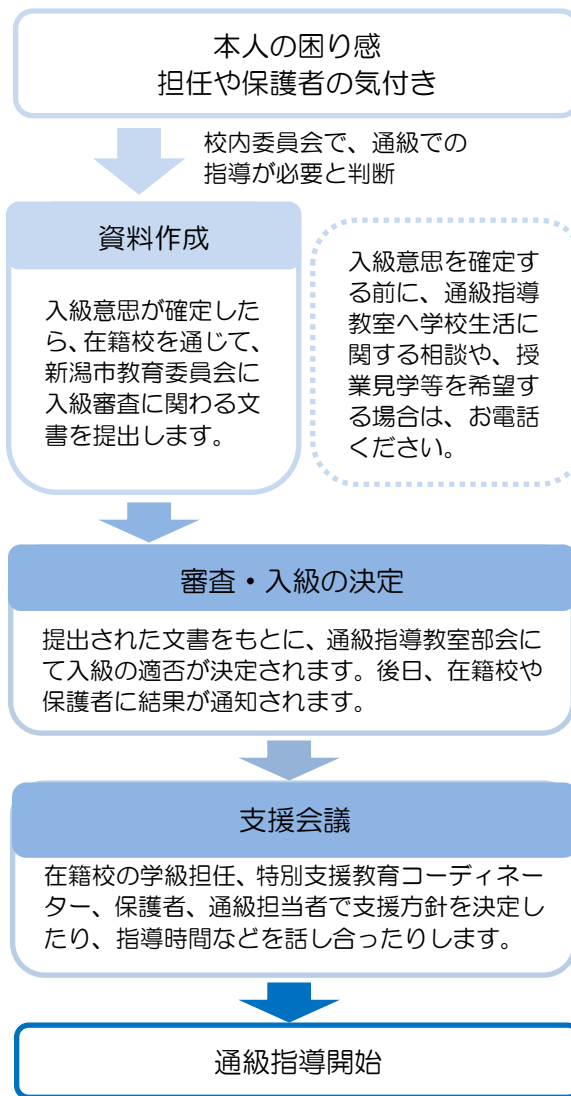 本人の困り感
担任や保護者の気付き
校内委員会で、通級での
指導が必要と判断
資料作成
入級意思が確定した
ら、在籍校を通じて、
新潟市教育委員会に
入級審査に関わる文
書を提出します。
入級意思を確定す
る前に、通級指導
教室へ学校生活に
関する相談や、授
業見学等を希望す
る場合は、お電話
ください。
審査・入級の決定
提出された文書をもとに、通級指導教室部会に
て入級の適否が決定されます。後日、在籍校や
保護者に結果が通知されます。
支援会議
在籍校の学級担任、特別支援教育コーディネー
ター、保護者、通級担当者で支援方針を決定し
たり、指導時間などを話し合ったりします。
通級指導開始